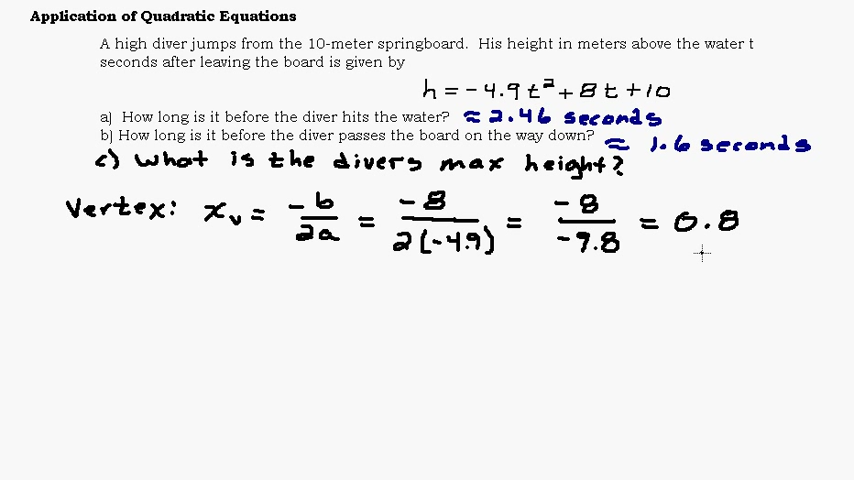 Application of Quadratic Equations
A high diver jumps from the 10-meter springboard. His height in meters above the water t
seconds after leaving the board is given by
h = -4.9t² + 8t + 10
a) How long is it before the diver hits the water? ≈ 2.46 seconds
b) How long is it before the diver passes the board on the way down? ≈ 1.6 seconds
c) What is the divers max height?
Vertex: xᵥ = -b/2a = -8/2(-4.9) = -8/-9.8 = 0.8